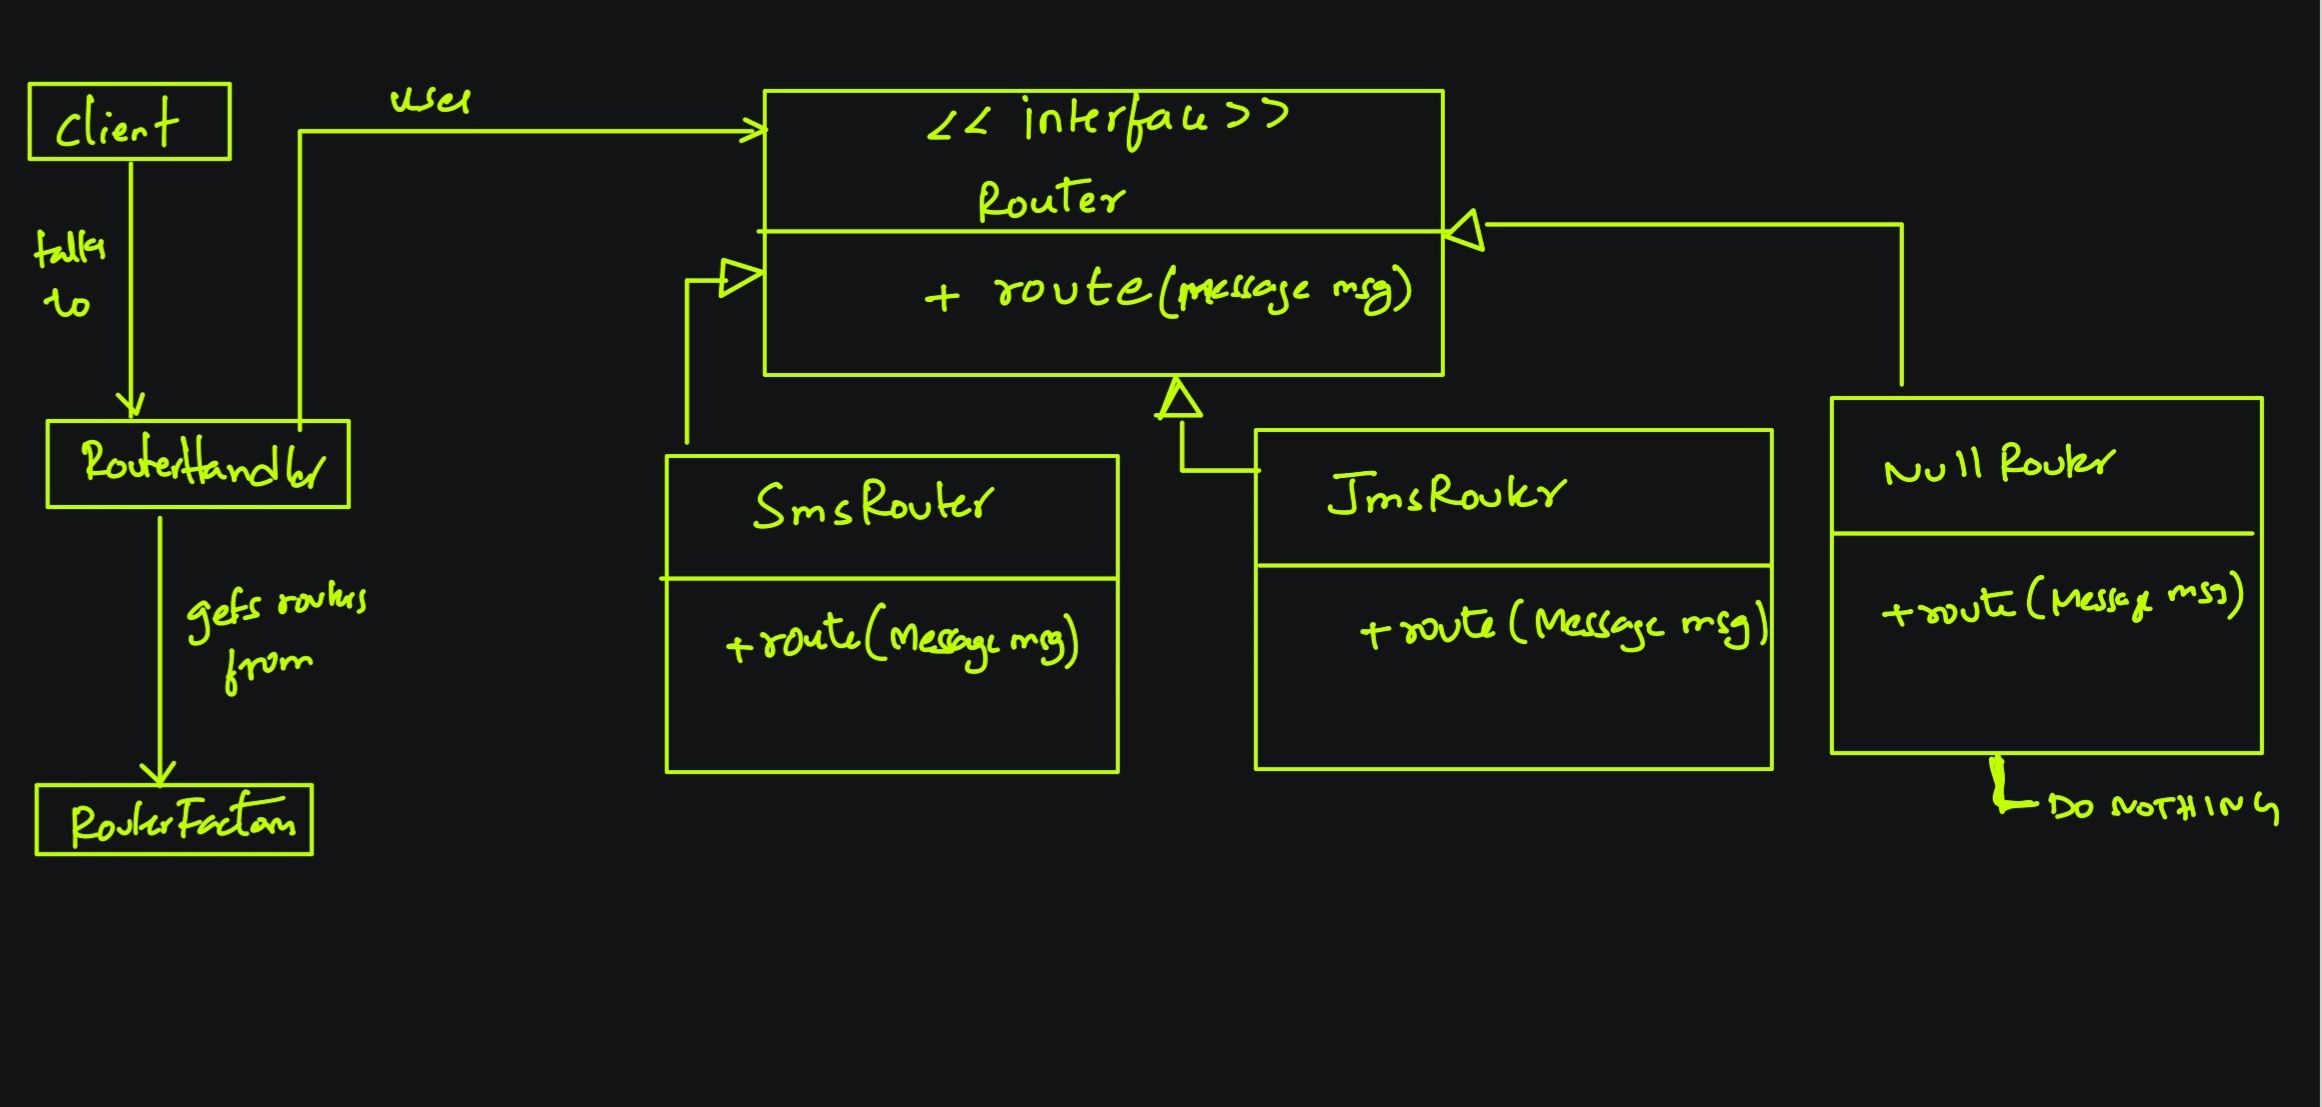 Client
uses
<< interface >>
Router
+ route(message msg)
talks
to
RouterHandler
SmsRouter
+route(Message msg)
JmsRouter
+route(Message msg)
Null Router
+route(Message msg)
gets routers
from
RouterFactory
DO NOTHING